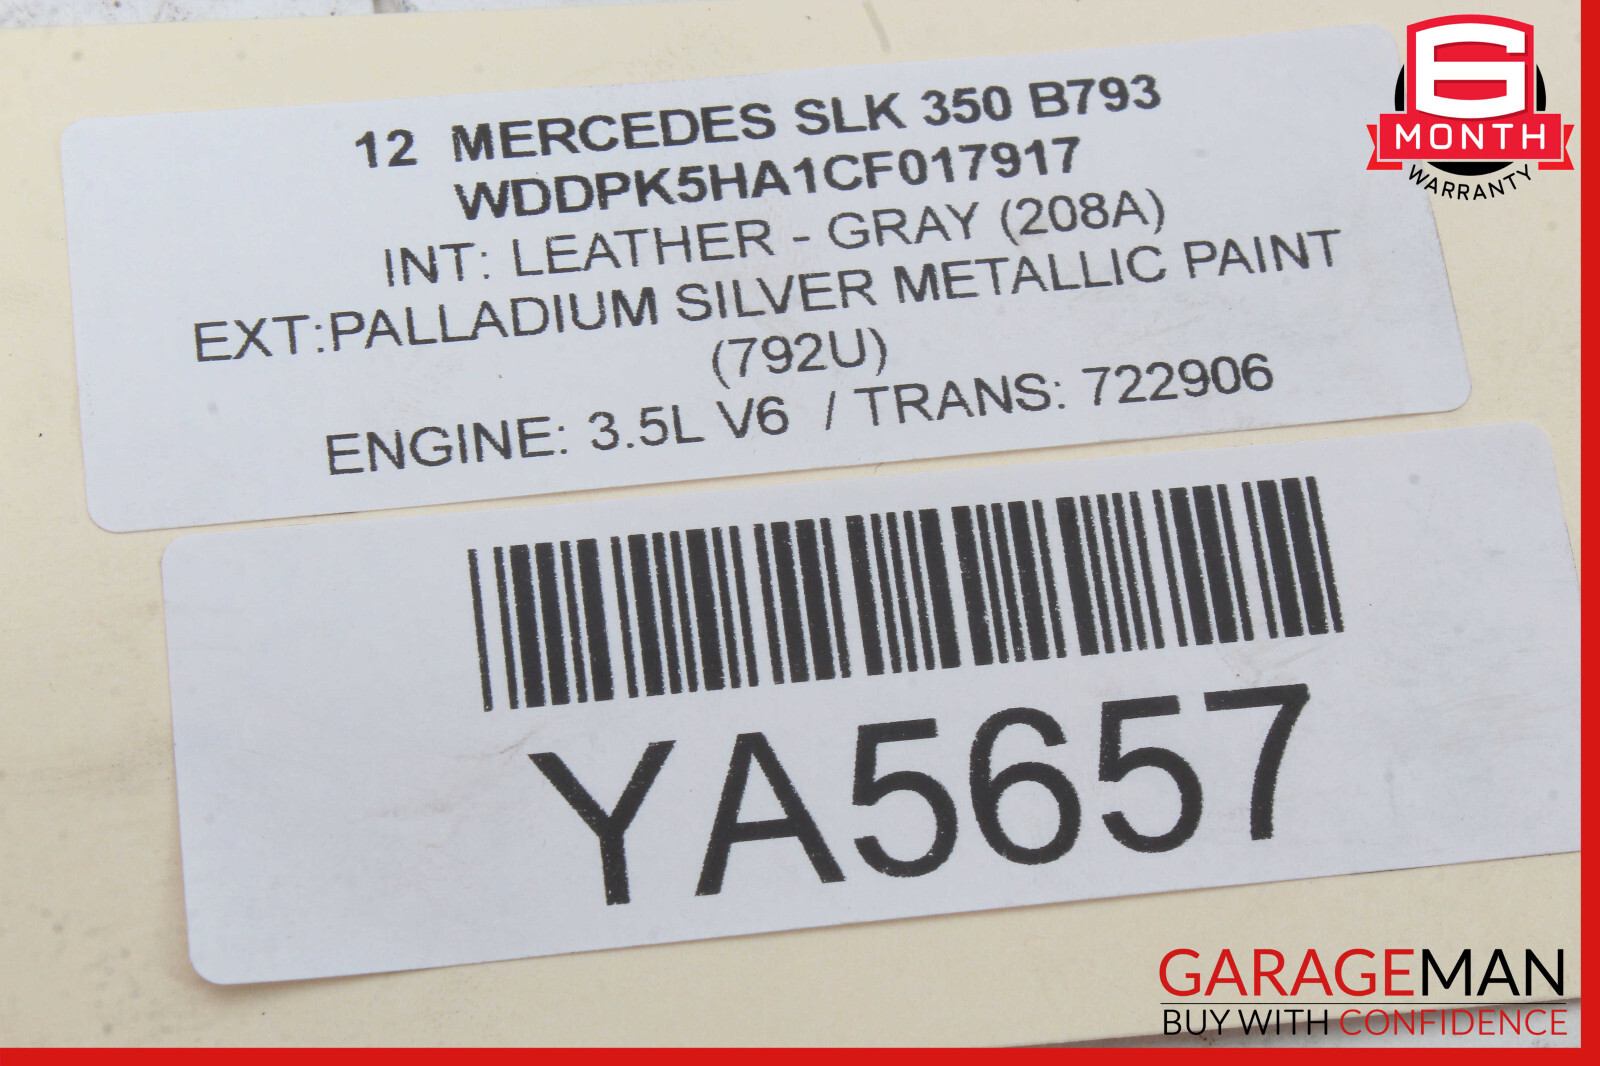 12 MERCEDES SLK 350 B793
WDDPK5HA1CF017917
INT: LEATHER - GRAY (208A)
EXT:PALLADIUM SILVER METALLIC PAINT
(792U)
ENGINE: 3.5L V6 / TRANS: 722906
YA5657
6
MONTH
WARRANTY
GARAGEMAN
BUY WITH CONFIDENCE